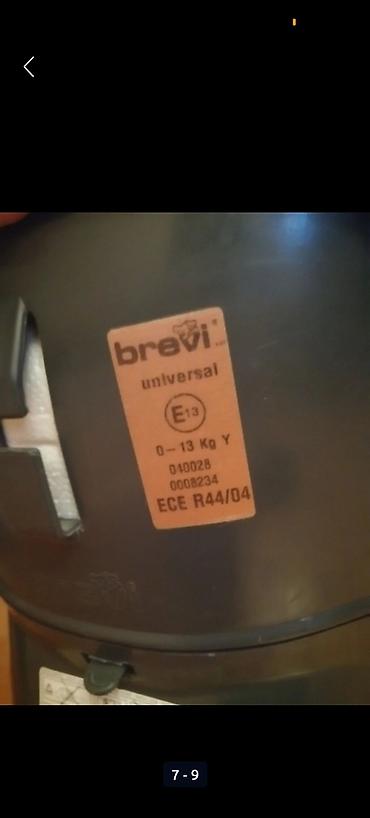 brevi
universal
E13
0-13 Kg Y
040028
0008234
ECE R44/04
7 - 9